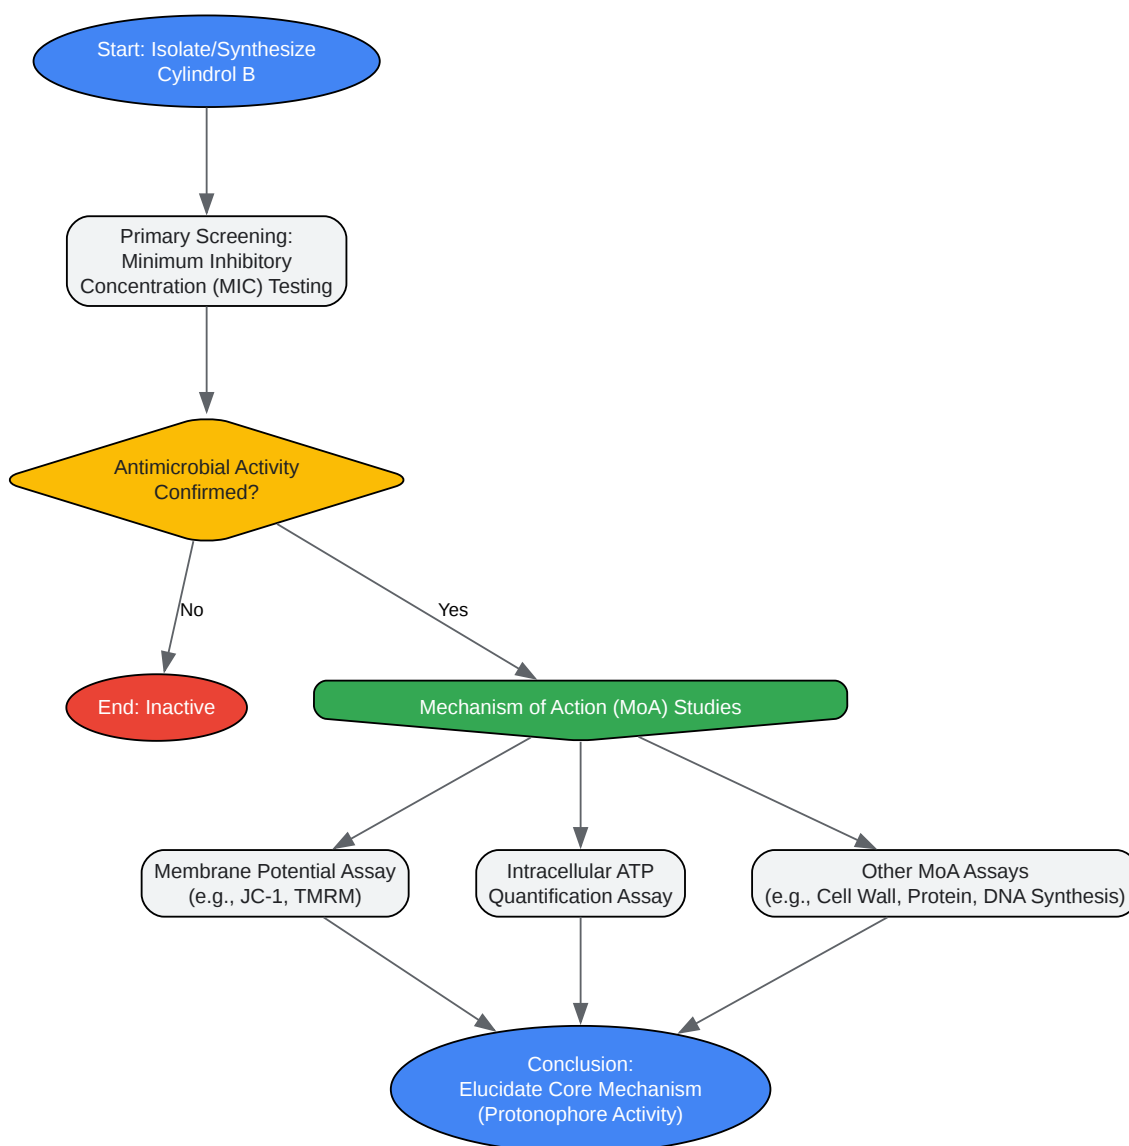 Start: Isolate/Synthesize
Cylindrol B
Primary Screening:
Minimum Inhibitory
Concentration (MIC) Testing
Antimicrobial Activity
Confirmed?
No
Yes
End: Inactive
Mechanism of Action (MoA) Studies
Membrane Potential Assay
(e.g., JC-1, TMRM)
Intracellular ATP
Quantification Assay
Other MoA Assays
(e.g., Cell Wall, Protein, DNA Synthesis)
Conclusion:
Elucidate Core Mechanism
(Protonophore Activity)